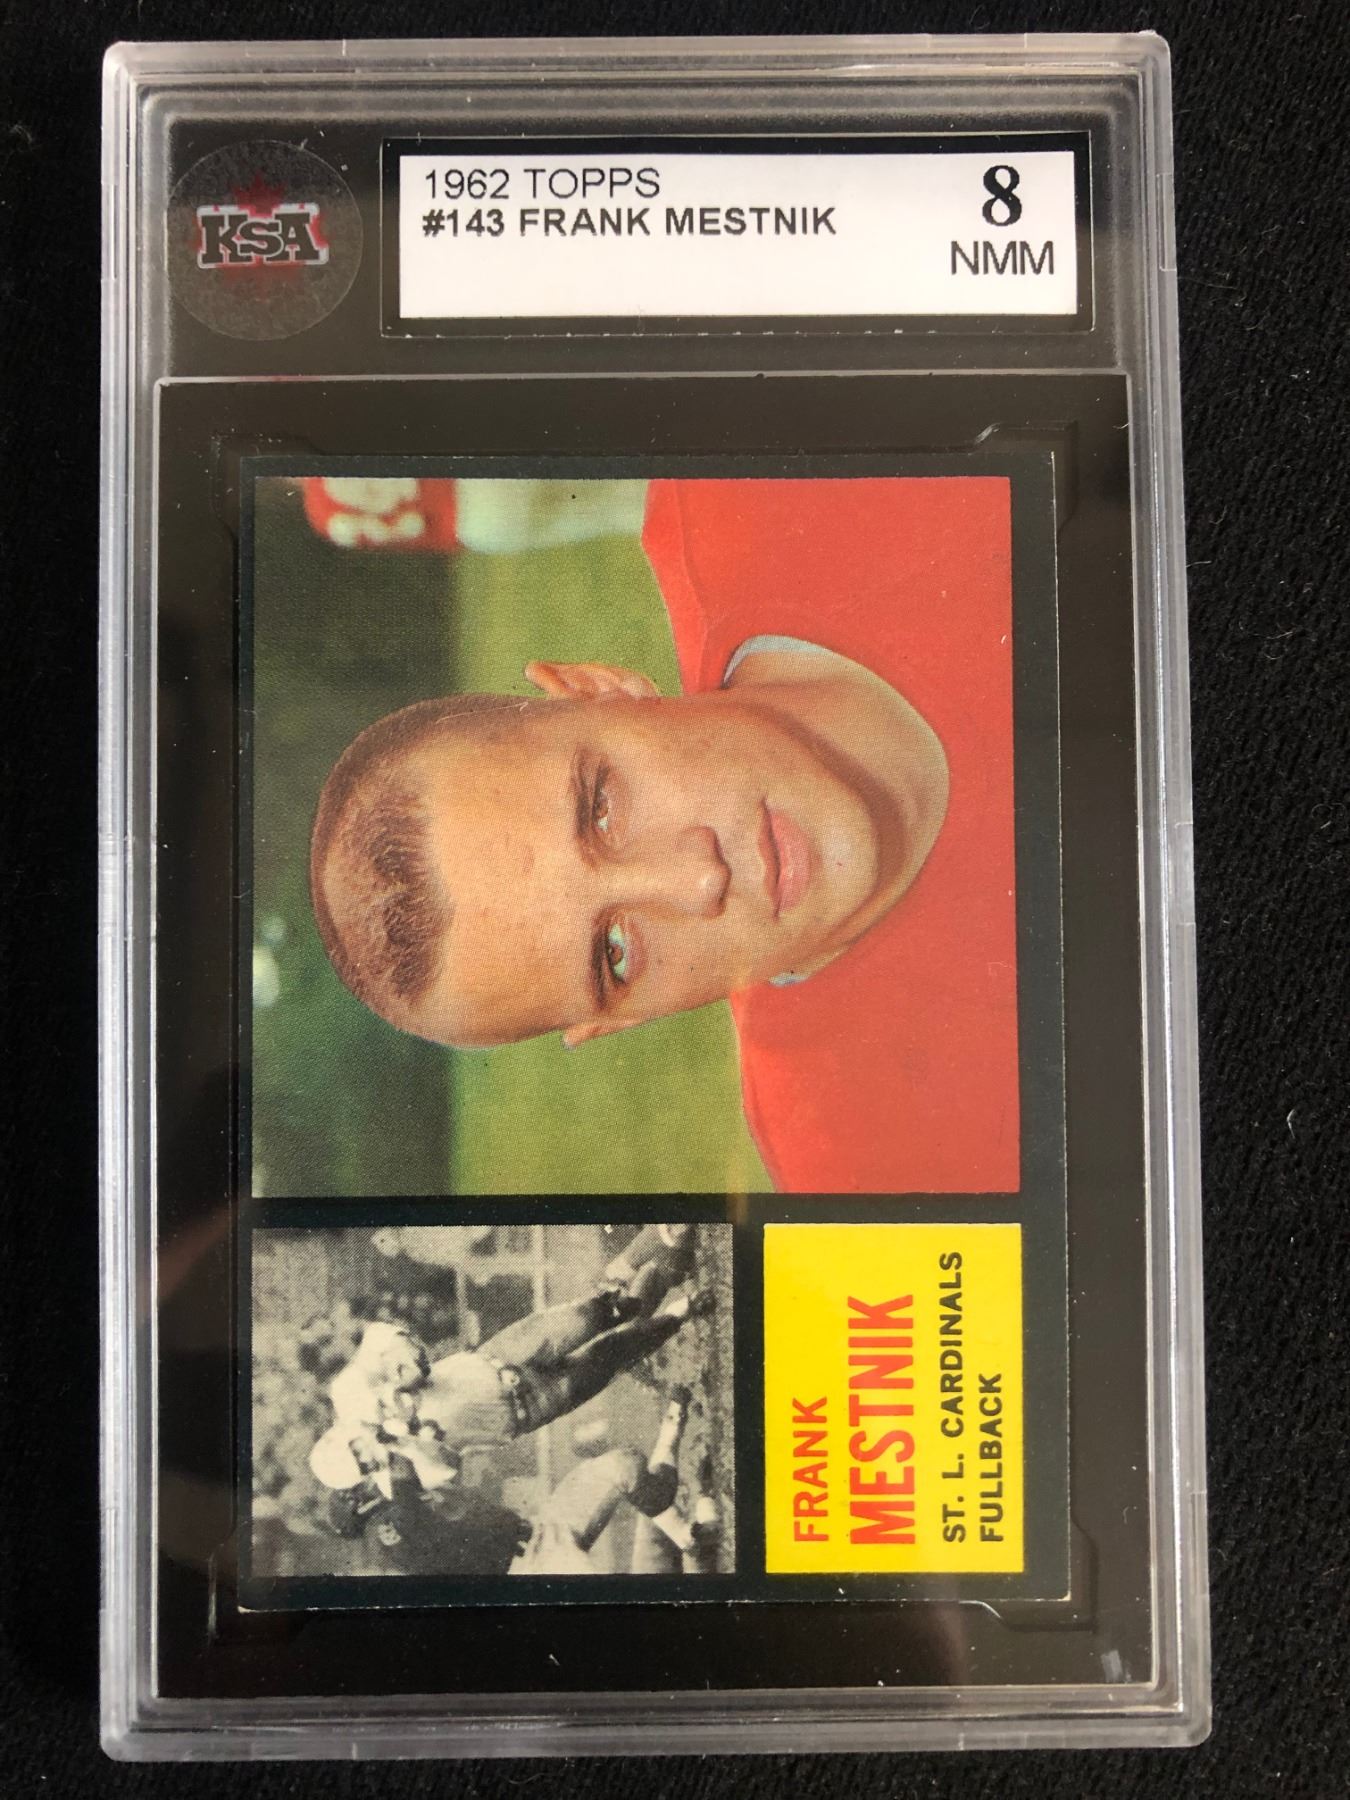 KSA
1962 TOPPS
#143 FRANK MESTNIK
8
NMM
FRANK
MESTNIK
ST. L. CARDINALS
FULLBACK